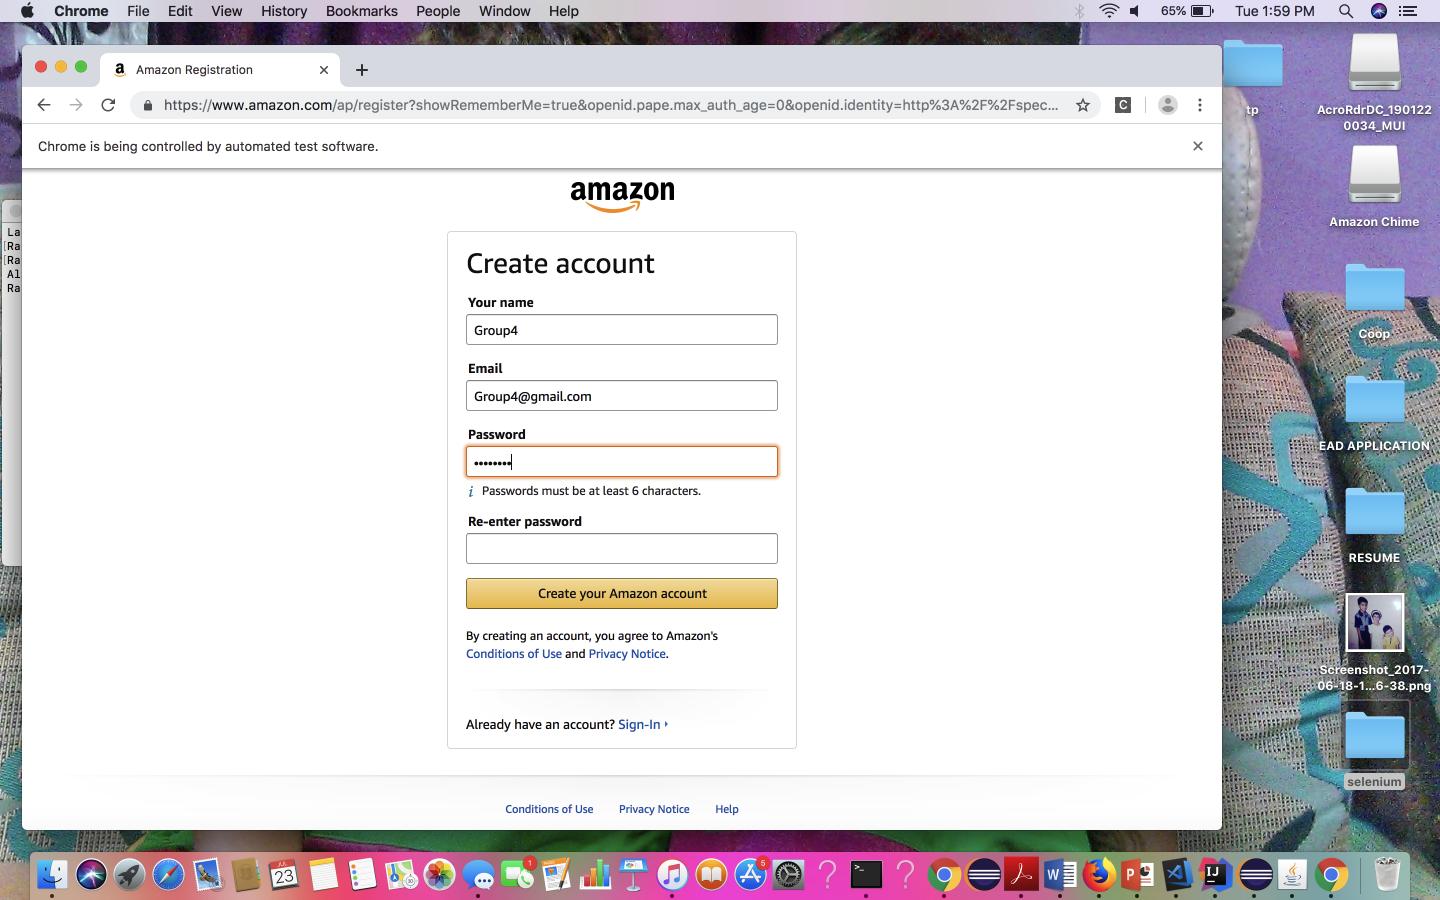 Chrome File Edit View History Bookmarks People Window Help 65% Tue 1:59 PM
Amazon Registration
https://www.amazon.com/ap/register?showRememberMe=true&openid.pape.max_auth_age=0&openid.identity=http%3A%2F%2Fspec...
C
Chrome is being controlled by automated test software.
amazon
Create account
Your name
Group4
Email
Group4@gmail.com
Password
••••••••
i Passwords must be at least 6 characters.
Re-enter password
Create your Amazon account
By creating an account, you agree to Amazon's
Conditions of Use and Privacy Notice.
Already have an account? Sign-In
Conditions of Use Privacy Notice Help
La
[Ra
[Ra
Al
Ra
tp
AcroRdrDC_190122
0034_MUI
Amazon Chime
Coop
EAD APPLICATION
RESUME
Screenshot_2017-
06-18-1...6-38.png
selenium
JUL
23
1
5
W
P
IJ